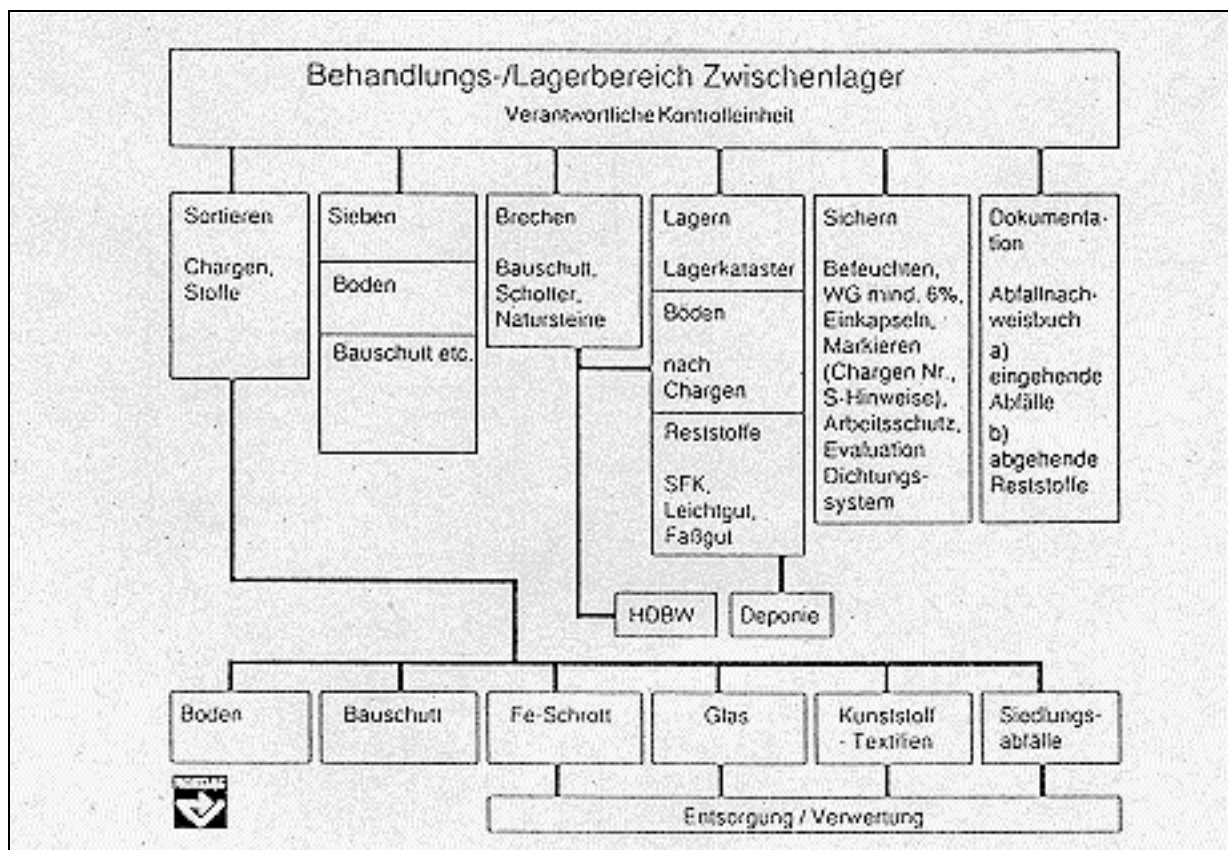 Behandlungs-/Lagerbereich Zwischenlager
Verantwortliche Kontrolleinheit
Sortieren
Chargen,
Stoffe
Sieben
Boden
Bauschutt etc.
Brechen
Bauschutt,
Schotter,
Natursteine
Lagern
Lagerkataster
Böden
nach
Chargen
Reststoffe
SFK,
Leichtgut,
Faßgut
Sichern
Befeuchten,
WG mind. 6%,
Einkapseln,
Markieren
(Chargen Nr.,
S-Hinweise),
Arbeitsschutz,
Evaluation
Dichtungs-
system
Dokumenta-
tion
Abfallnach-
weisbuch
a)
eingehende
Abfälle
b)
abgehende
Reststoffe
HDBW
Deponie
Boden
Bauschutt
Fe-Schrott
Glas
Kunststoff
- Textilien
Siedlungs-
abfälle
Entsorgung / Verwertung